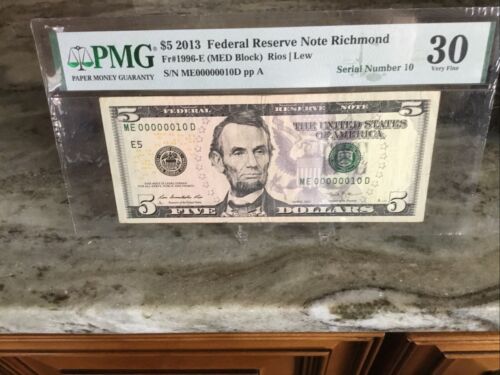 PMG
PAPER MONEY GUARANTY
$5 2013 Federal Reserve Note Richmond
Fr#1996-E (MED Block) Rios | Lew
S/N ME00000010D pp A
Serial Number 10
30
Very Fine
5
FEDERAL RESERVE NOTE
5
ME 00000010 D
E5
THE UNITED STATES
OF AMERICA
ME 00000010 D
5
FIVE DOLLARS
5